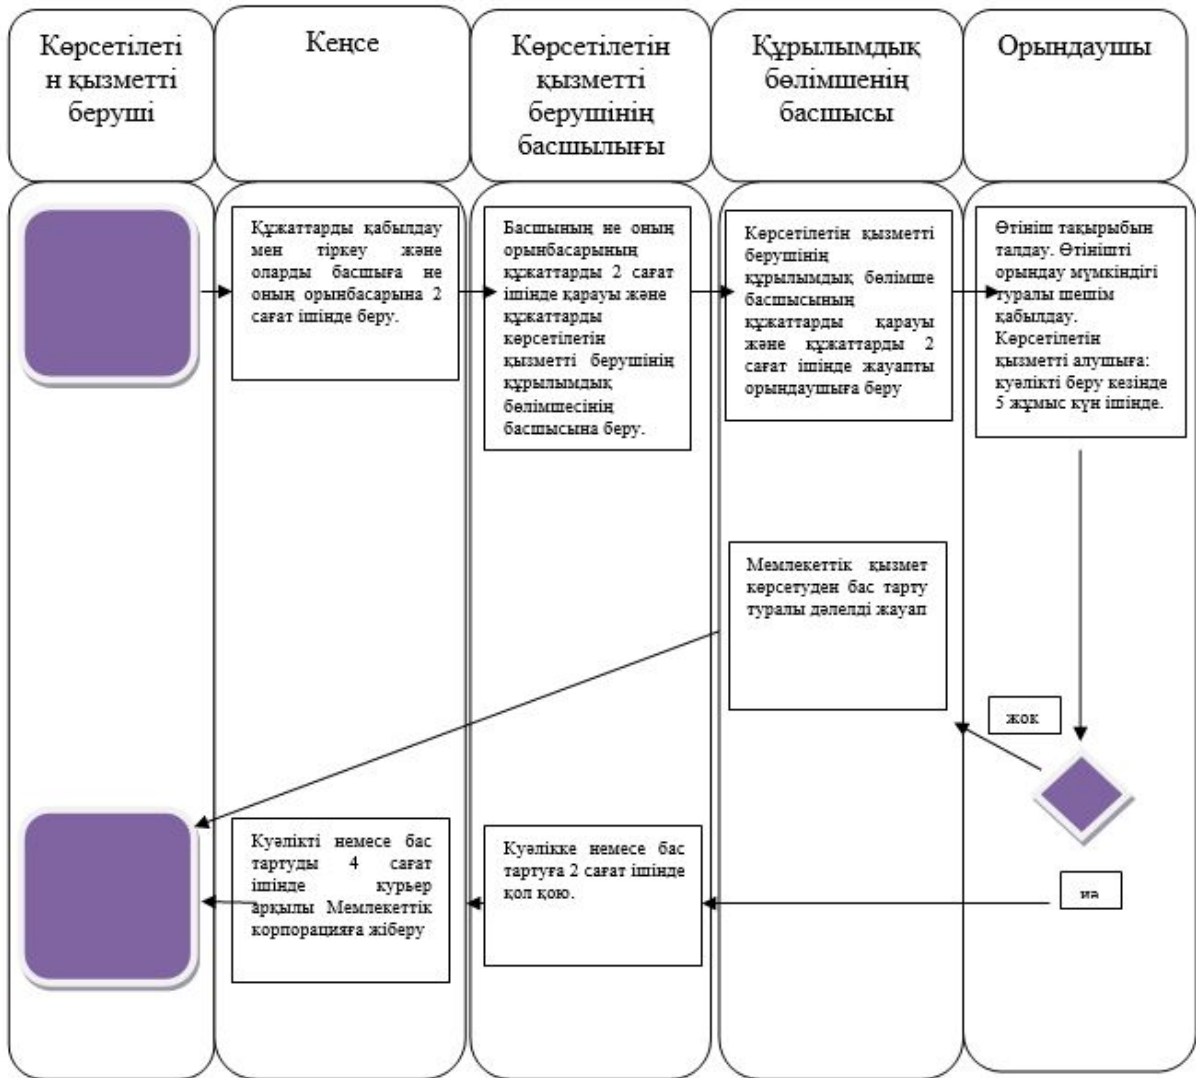 Көрсетілеті
н қызметті
беруші
Кеңсе
Көрсетілетін
қызметті
берушінің
басшылығы
Құрылымдық
бөлімшенің
басшысы
Орындаушы
Құжаттарды қабылдау
мен тіркеу және
оларды басшыға не
оның орынбасарына 2
сағат ішінде беру.
Басшының не оның
орынбасарының
құжаттарды 2 сағат
ішінде қарауы және
құжаттарды
көрсетілетін
қызметті берушінің
құрылымдық
бөлімшесінің
басшысына беру.
Көрсетілетін қызметті
берушінің
құрылымдық бөлімше
басшысының
құжаттарды қарауы
және құжаттарды 2
сағат ішінде жауапты
орындаушыға беру
Өтініш тақырыбын
талдау. Өтінішті
орындау мүмкіндігі
туралы шешім
қабылдау.
Көрсетілетін
қызметті алушыға:
куәлікті беру кезінде
5 жұмыс күн ішінде.
Мемлекеттік қызмет
көрсетуден бас тарту
туралы дәлелді жауап
жок
Куәлікті немесе бас
тартуды 4 сағат
ішінде курьер
арқылы Мемлекеттік
корпорацияға жіберу
Куәлікке немесе бас
тартуға 2 сағат ішінде
қол қою.
иә